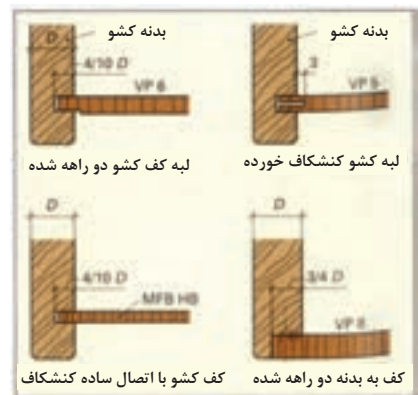 بدنه کشو
بدنه کشو
D
4/10 D
3
VP 6
VP 5
لبه کشو کنشکاف خورده
لبه کف کشو دو راهه شده
D
D
4/10 D
3/4 D
MFB HB
کف به بدنه دو راهه شده
کف کشو با اتصال ساده کنشکاف